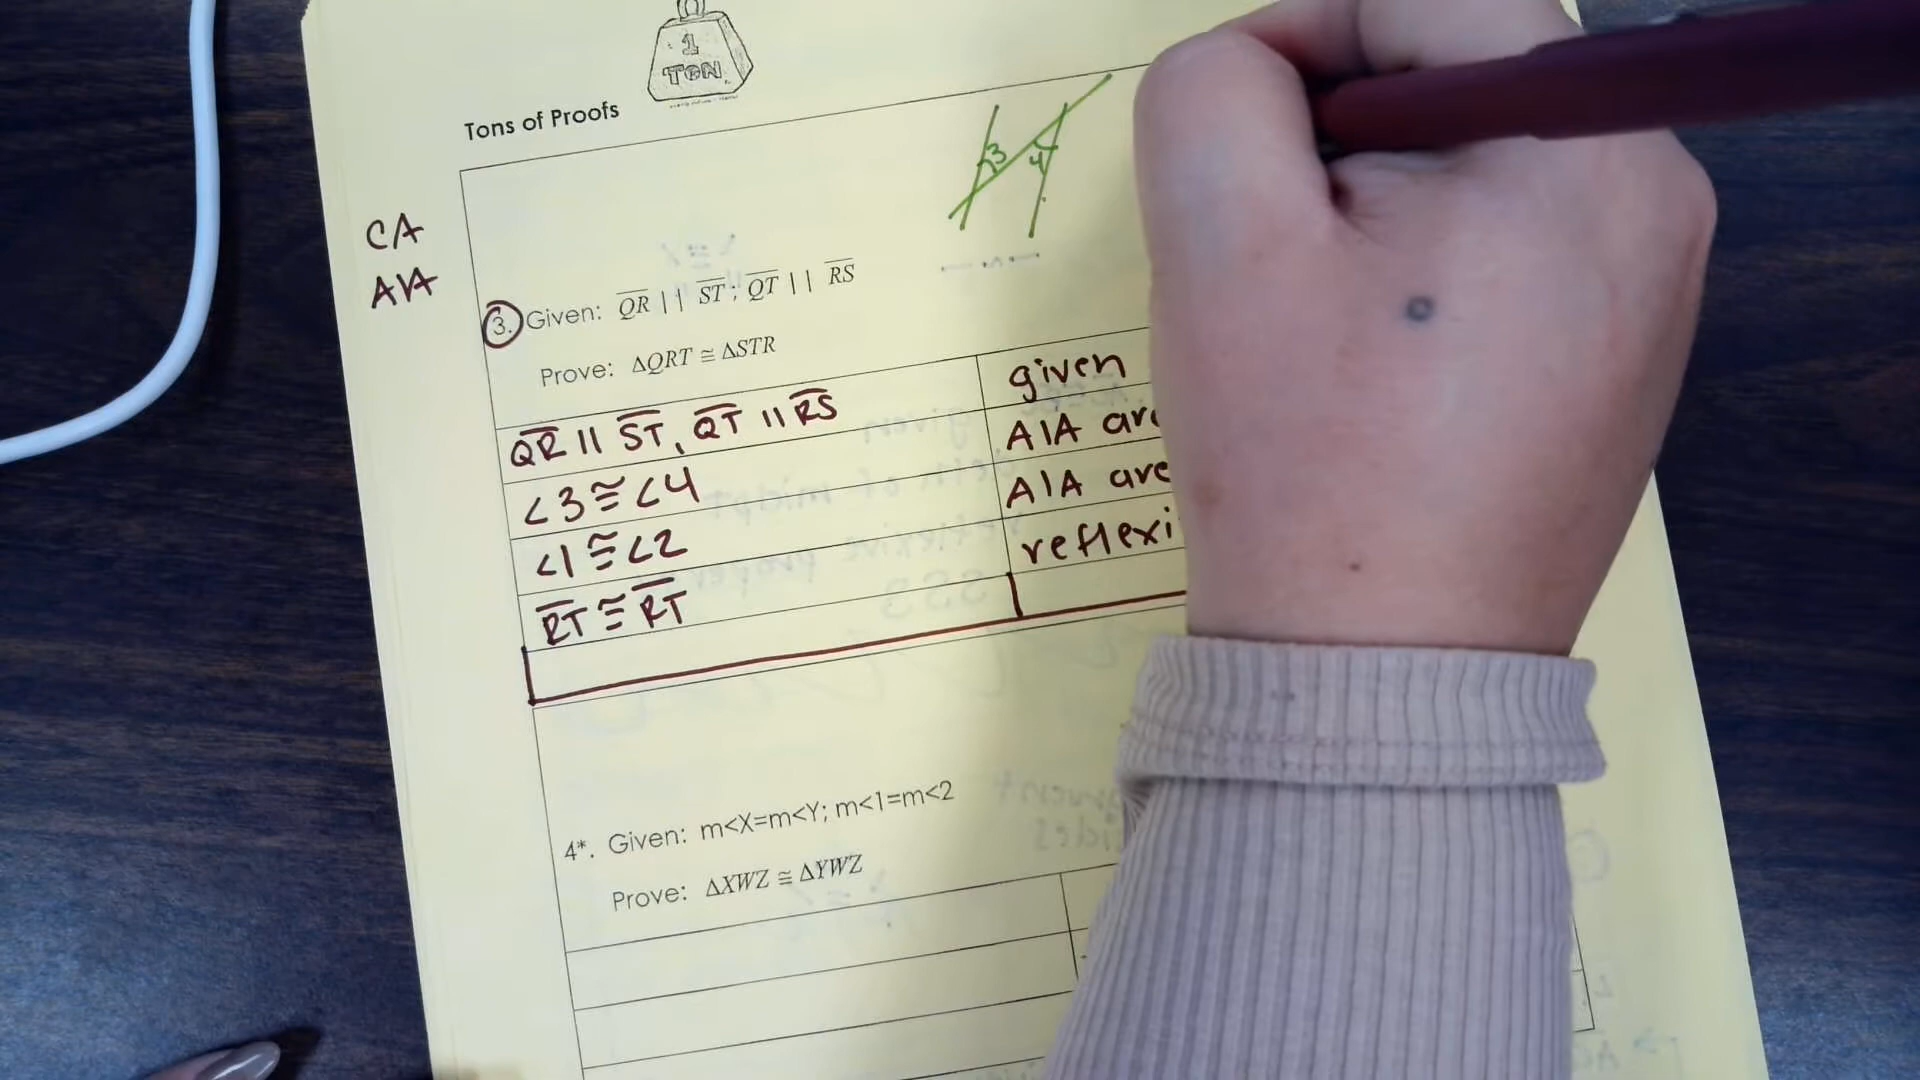 1
TON
Tons of Proofs
3 4
CA
AIA
3. Given: QR || ST; QT || RS
Prove: ΔQRT ≅ ΔSTR
QR || ST, QT || RS given
<3 ≅ <4 AIA are
<1 ≅ <2 AIA are
RT ≅ RT reflexi
4*. Given: m<X=m<Y; m<1=m<2
Prove: ΔXWZ ≅ ΔYWZ